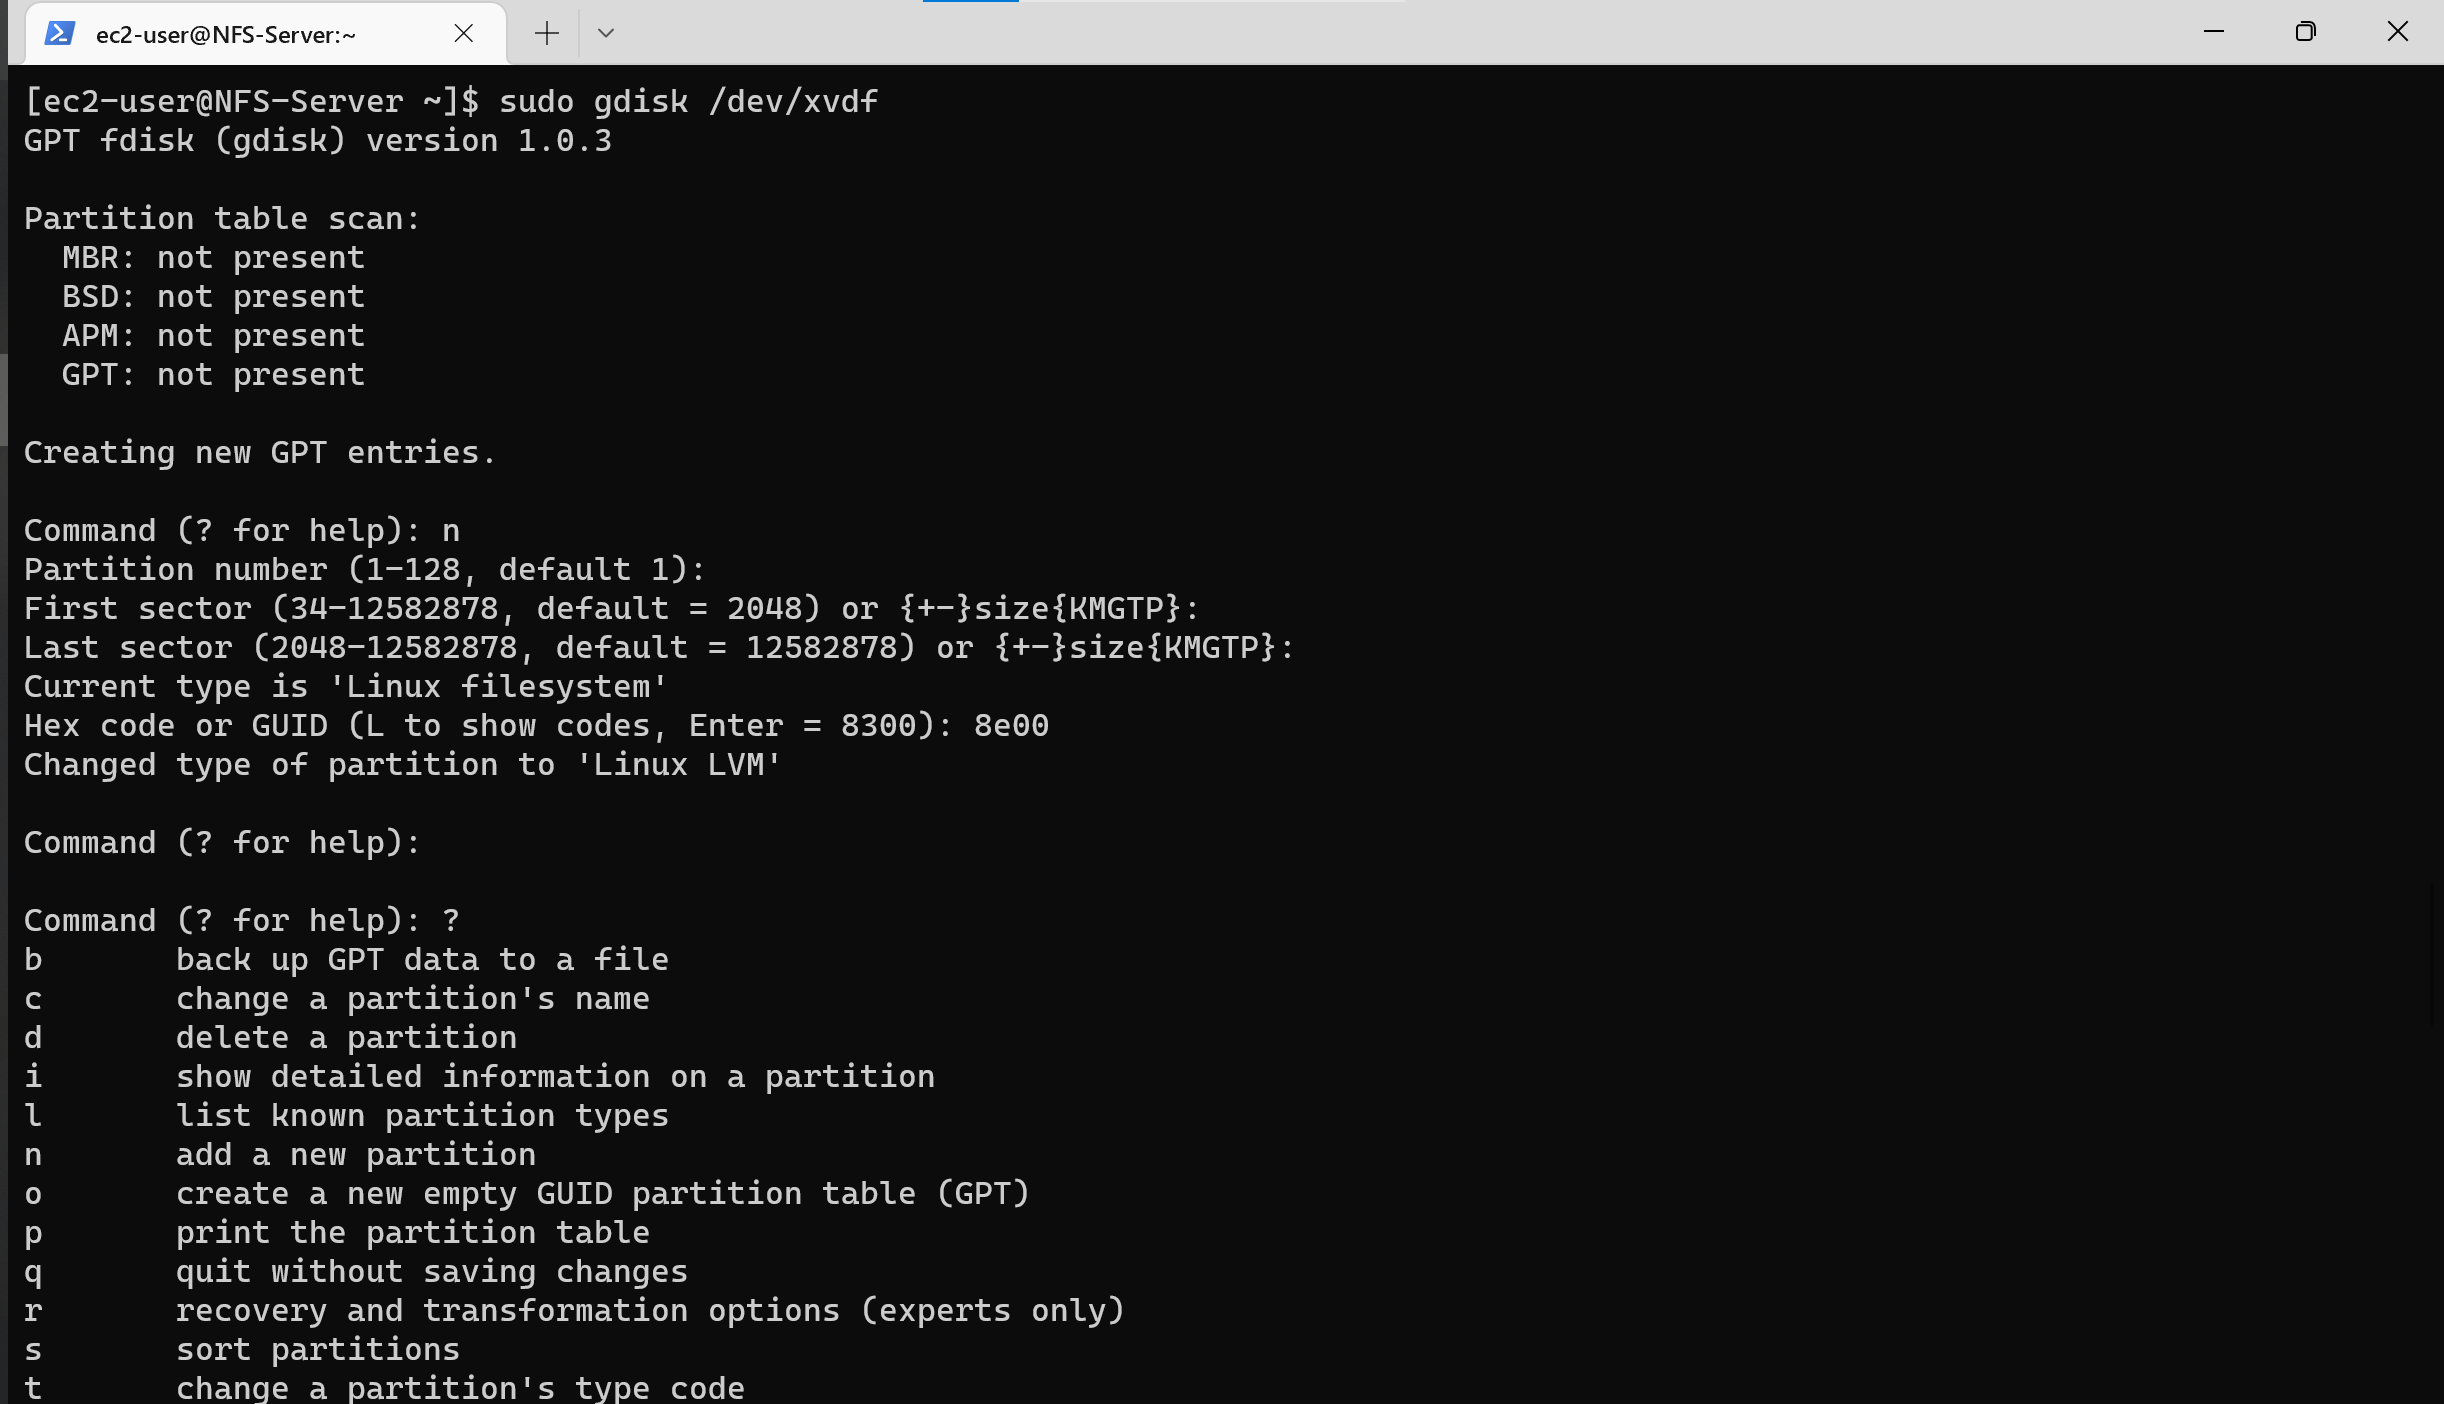 ec2-user@NFS-Server:~
[ec2-user@NFS-Server ~]$ sudo gdisk /dev/xvdf
GPT fdisk (gdisk) version 1.0.3
Partition table scan:
  MBR: not present
  BSD: not present
  APM: not present
  GPT: not present
Creating new GPT entries.
Command (? for help): n
Partition number (1-128, default 1):
First sector (34-12582878, default = 2048) or {+-}size{KMGTP}:
Last sector (2048-12582878, default = 12582878) or {+-}size{KMGTP}:
Current type is 'Linux filesystem'
Hex code or GUID (L to show codes, Enter = 8300): 8e00
Changed type of partition to 'Linux LVM'
Command (? for help):
Command (? for help): ?
b       back up GPT data to a file
c       change a partition's name
d       delete a partition
i       show detailed information on a partition
l       list known partition types
n       add a new partition
o       create a new empty GUID partition table (GPT)
p       print the partition table
q       quit without saving changes
r       recovery and transformation options (experts only)
s       sort partitions
t       change a partition's type code